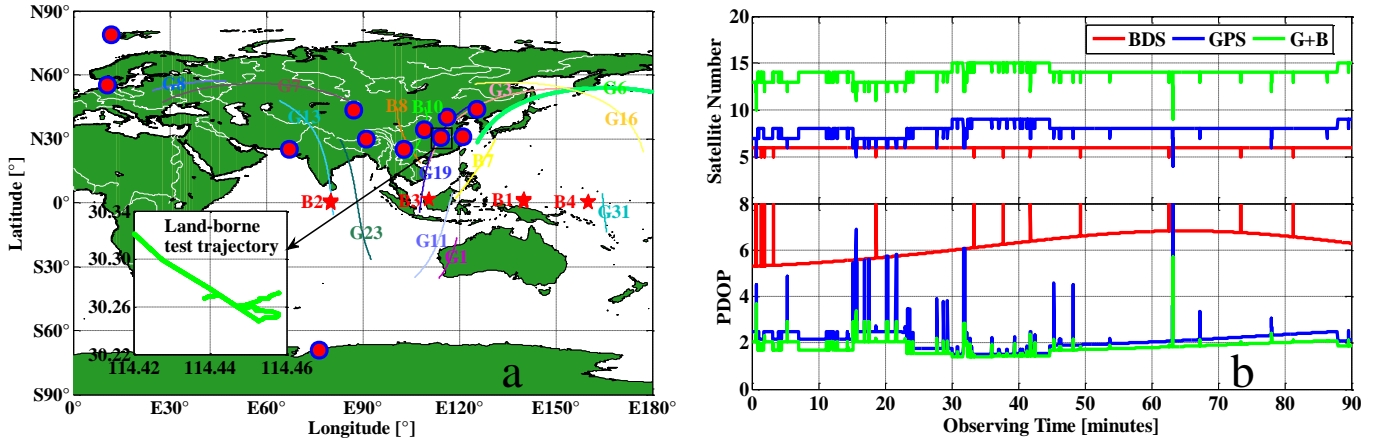 N90°
N60°
N30°
0°
S30°
S60°
S90°
Latitude [°]
0° E30° E60° E90° E120° E150° E180°
Longitude [°]
G8 G7 G3 G6
G13 B8 B10 G16
B7
G19
B2 B3 B1 B4
G31
G23 G11
G1
30.34
30.30
30.26
30.22
114.42 114.44 114.46
Land-borne
test trajectory
a
20
15
10
5
Satellite Number
BDS GPS G+B
8
6
4
2
0
PDOP
0 10 20 30 40 50 60 70 80 90
Observing Time [minutes]
b